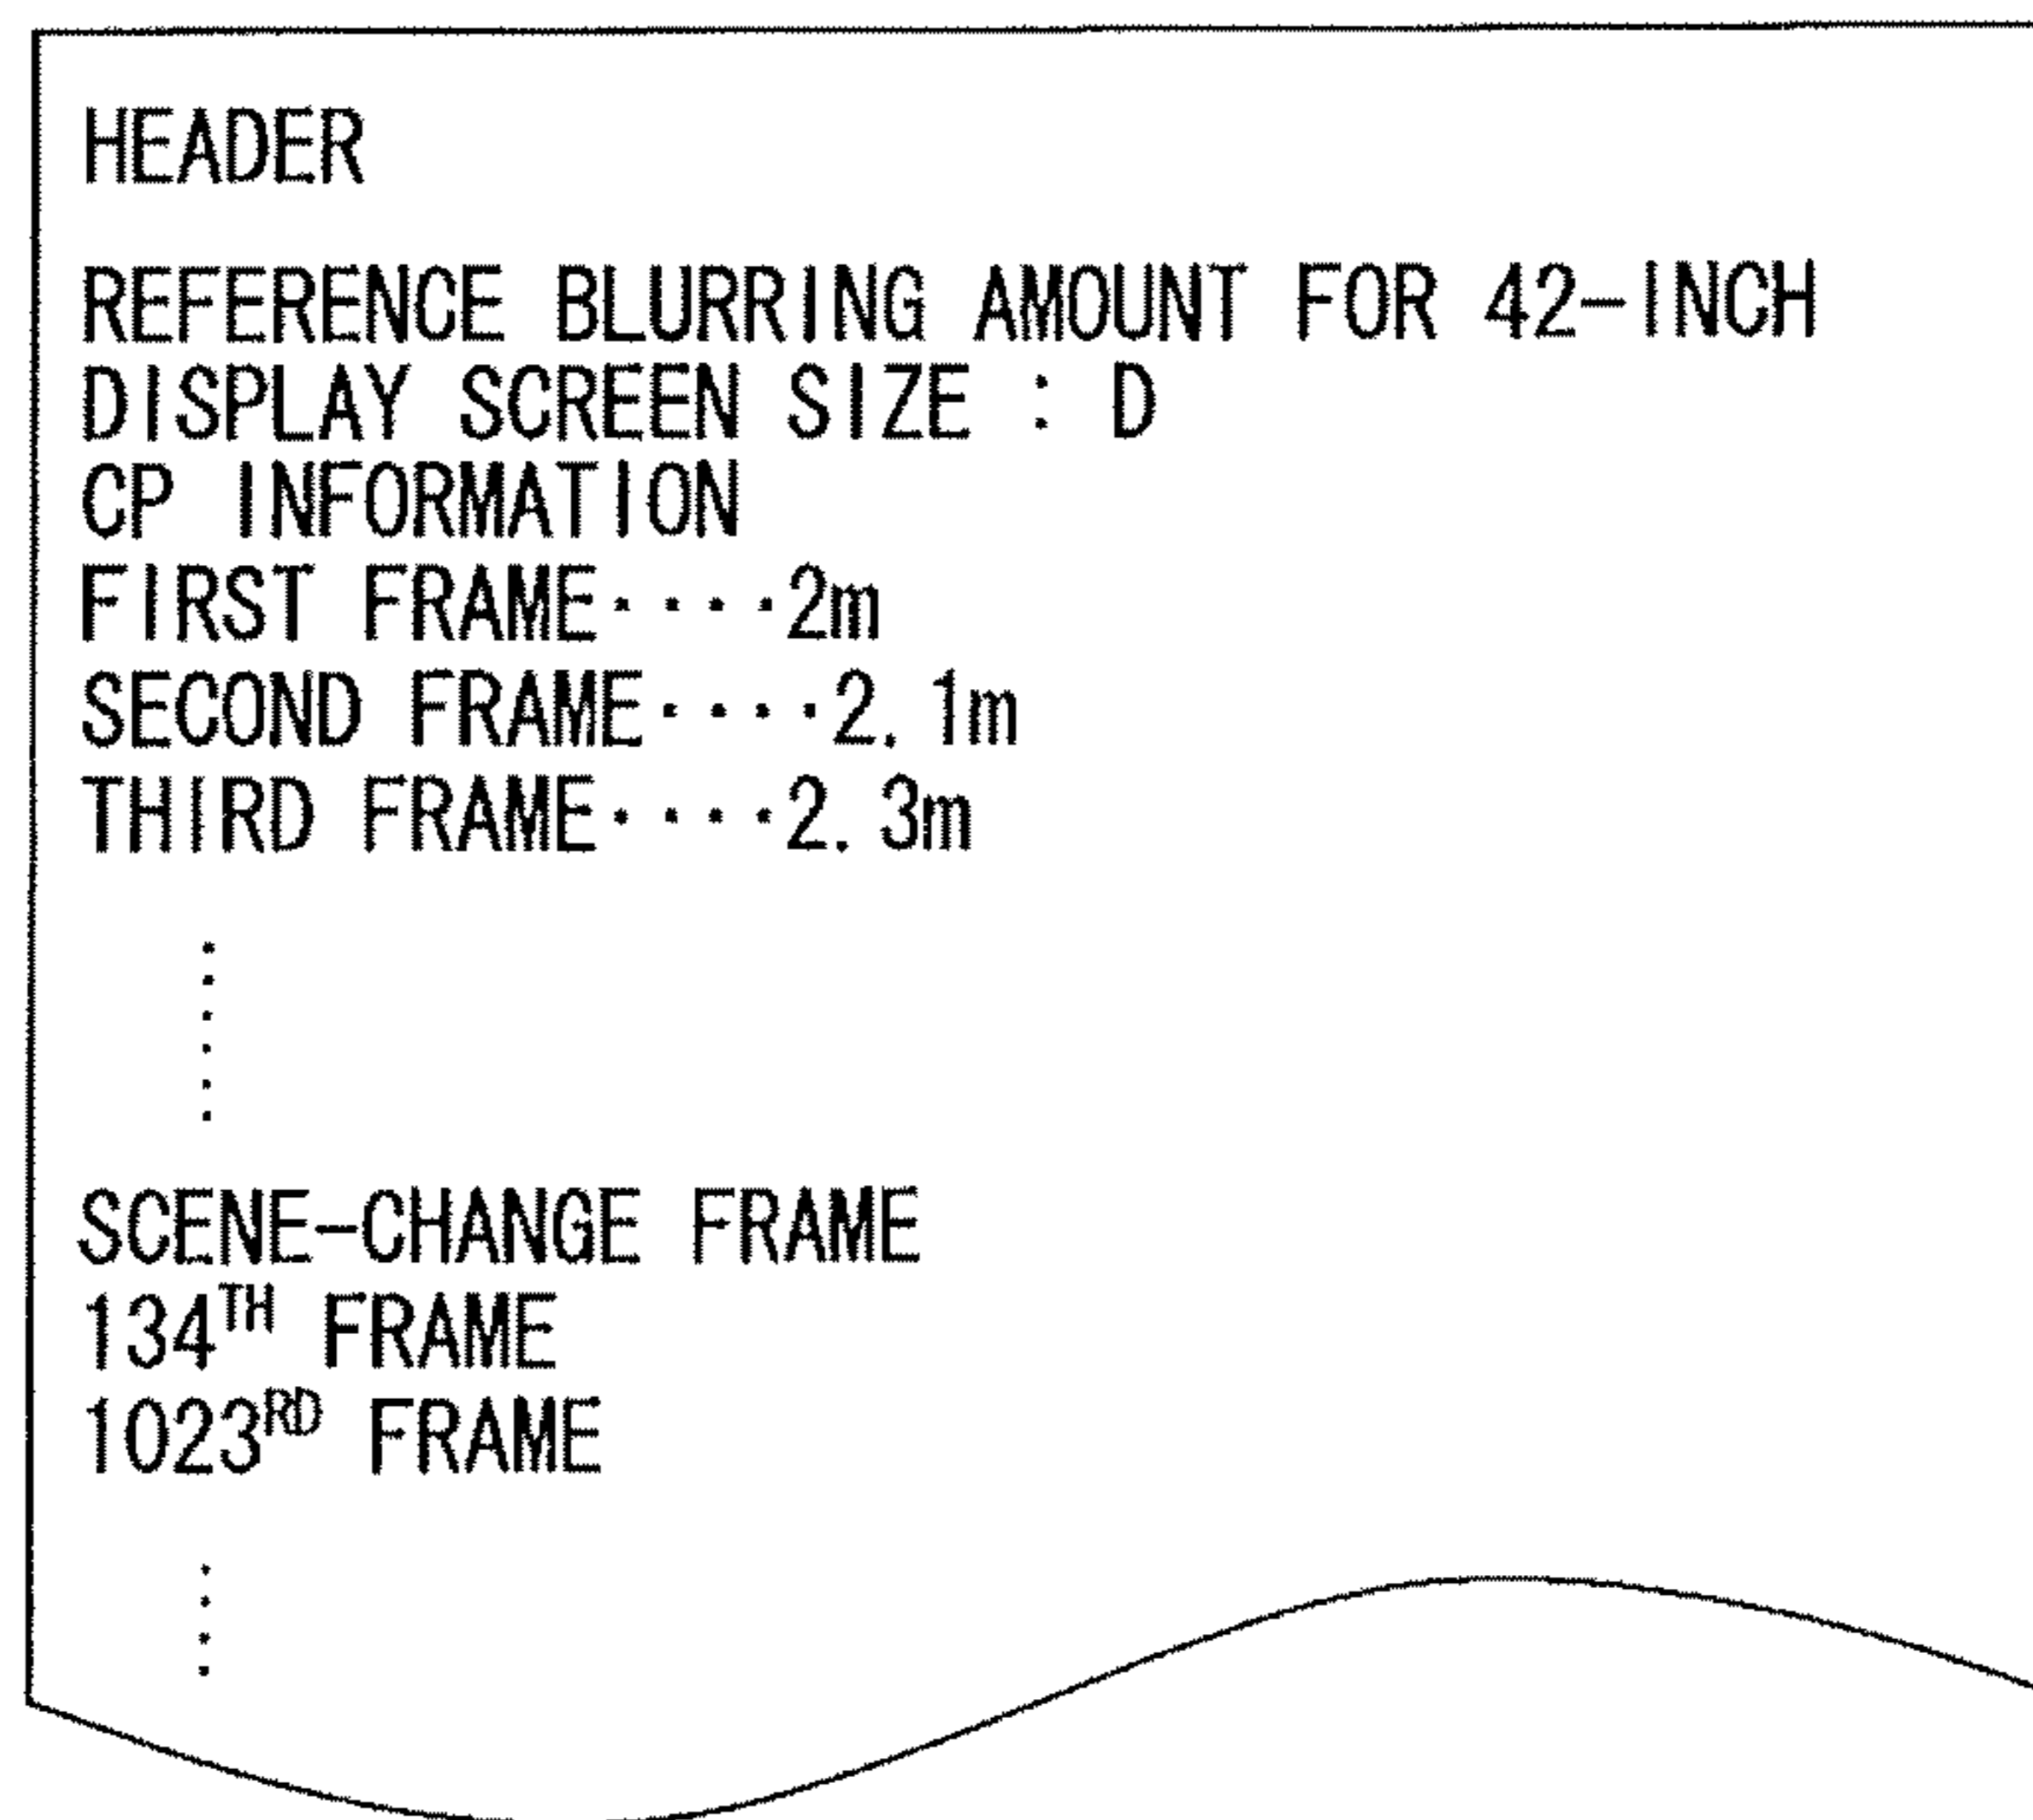 HEADER
REFERENCE BLURRING AMOUNT FOR 42-INCH
DISPLAY SCREEN SIZE : D
CP INFORMATION
FIRST FRAME････2m
SECOND FRAME････2.1m
THIRD FRAME････2.3m
SCENE-CHANGE FRAME
134TH FRAME
1023RD FRAME